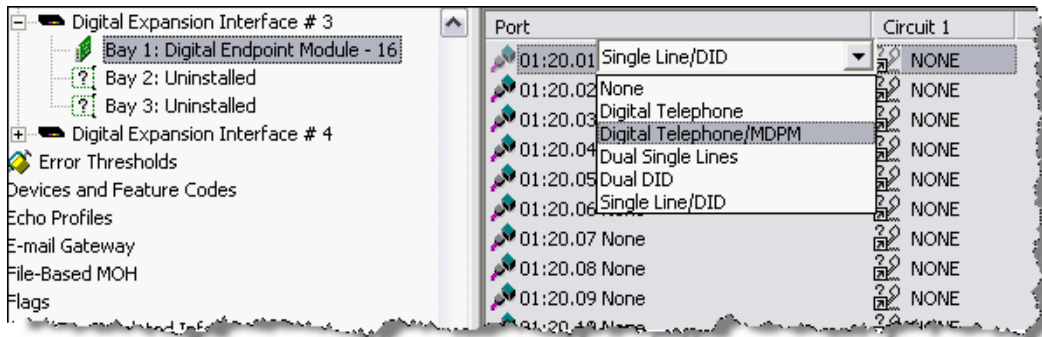 Digital Expansion Interface # 3
Bay 1: Digital Endpoint Module - 16
Bay 2: Uninstalled
Bay 3: Uninstalled
Digital Expansion Interface # 4
Error Thresholds
Devices and Feature Codes
Echo Profiles
E-mail Gateway
File-Based MOH
Flags
Port Circuit 1
01:20.01 Single Line/DID NONE
01:20.02 None NONE
01:20.03 Digital Telephone NONE
01:20.04 Digital Telephone/MDPM NONE
01:20.05 Dual Single Lines NONE
01:20.06 Dual DID NONE
Single Line/DID
01:20.07 None NONE
01:20.08 None NONE
01:20.09 None NONE